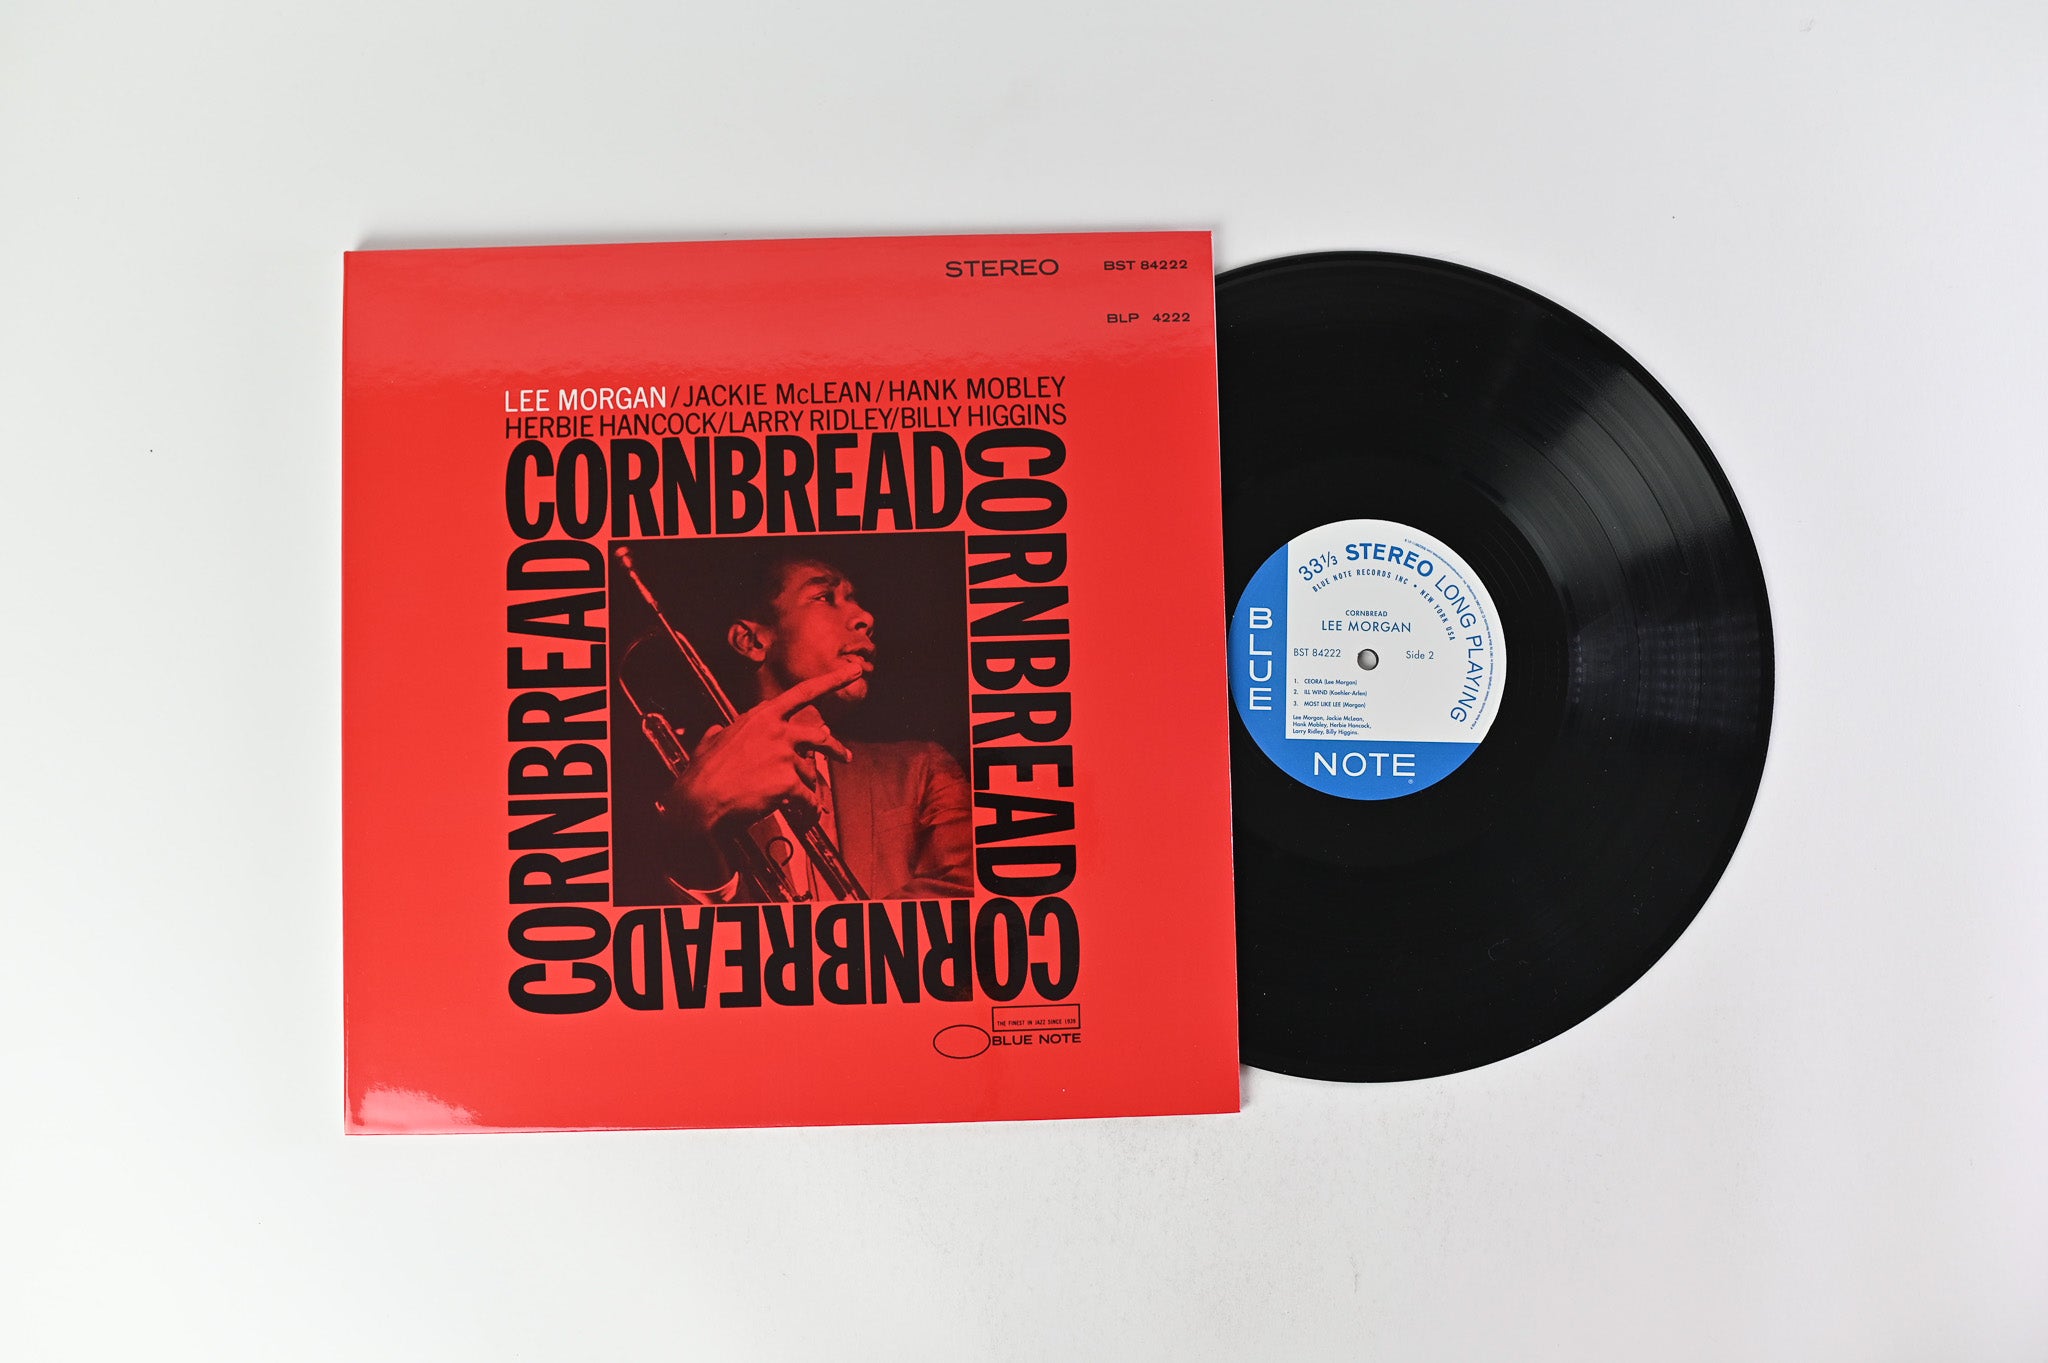 STEREO BST 84222
BLP 4222
LEE MORGAN/JACKIE McLEAN/HANK MOBLEY
HERBIE HANCOCK/LARRY RIDLEY/BILLY HIGGINS
CORNBREAD
CORNBREAD
CORNBREAD
CORNBREAD
THE FINEST IN JAZZ SINCE 1939
BLUE NOTE
33⅓ STEREO LONG PLAYING
BLUE NOTE RECORDS INC • NEW YORK USA
CORNBREAD
LEE MORGAN
BST 84222 Side 2
1. CEORA (Lee Morgan)
2. ILL WIND (Koehler-Arlen)
3. MOST LIKE LEE (Morgan)
Lee Morgan, Jackie McLean,
Hank Mobley, Herbie Hancock,
Larry Ridley, Billy Higgins.
BLUE
NOTE
®